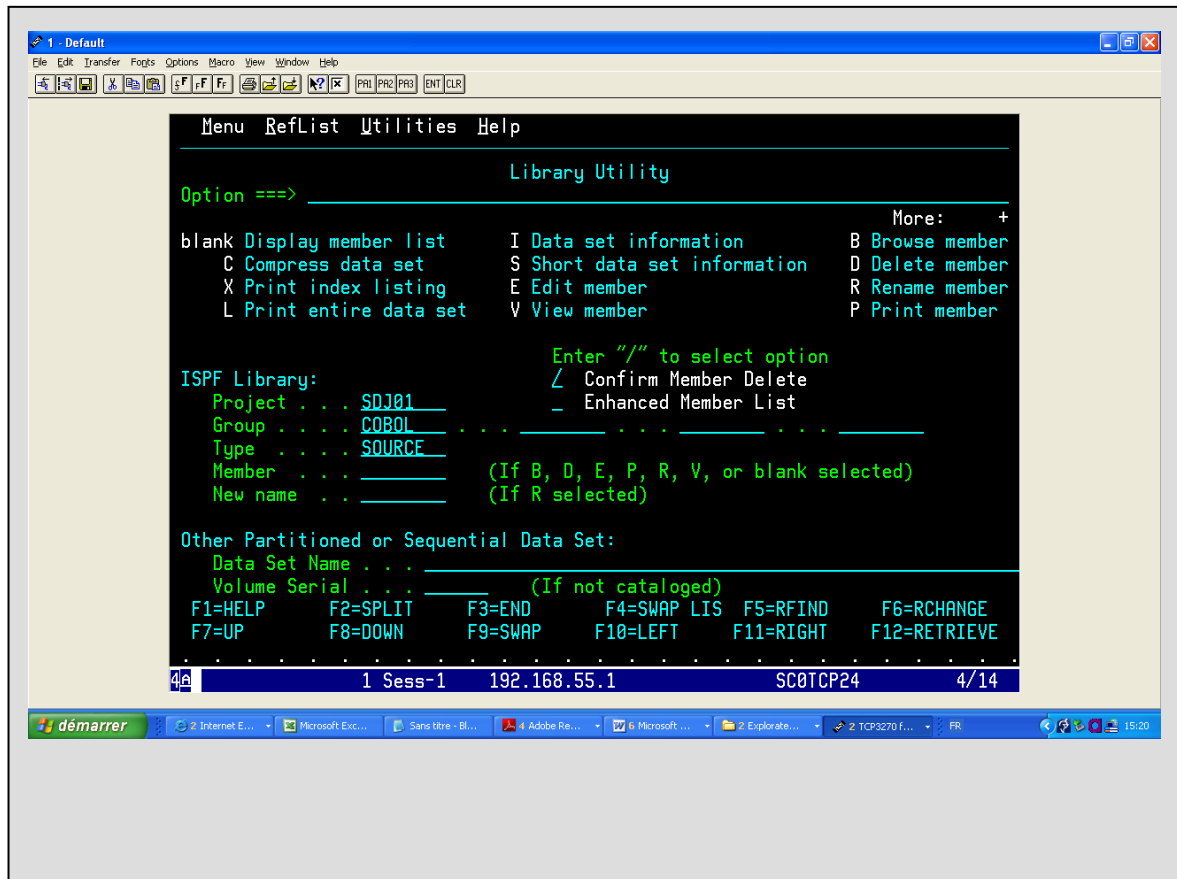 1 - Default
File Edit Transfer Fonts Options Macro View Window Help
PA1 PA2 PA3 ENT CLR
Menu RefList Utilities Help
Library Utility
Option ===>
More: +
blank Display member list I Data set information B Browse member
C Compress data set S Short data set information D Delete member
X Print index listing E Edit member R Rename member
L Print entire data set V View member P Print member
Enter "/" to select option
ISPF Library: / Confirm Member Delete
Project . . . SDJ01 _ Enhanced Member List
Group . . . . COBOL . . . . . . . . .
Type . . . . SOURCE
Member . . . (If B, D, E, P, R, V, or blank selected)
New name . . (If R selected)
Other Partitioned or Sequential Data Set:
Data Set Name . . .
Volume Serial . . . (If not cataloged)
F1=HELP F2=SPLIT F3=END F4=SWAP LIS F5=RFIND F6=RCHANGE
F7=UP F8=DOWN F9=SWAP F10=LEFT F11=RIGHT F12=RETRIEVE
4A 1 Sess-1 192.168.55.1 SC0TCP24 4/14
démarrer 2 Internet E... Microsoft Exc... Sans titre - Bl... 4 Adobe Re... 6 Microsoft ... 2 Explorate... 2 TCP3270 f... FR 15:20